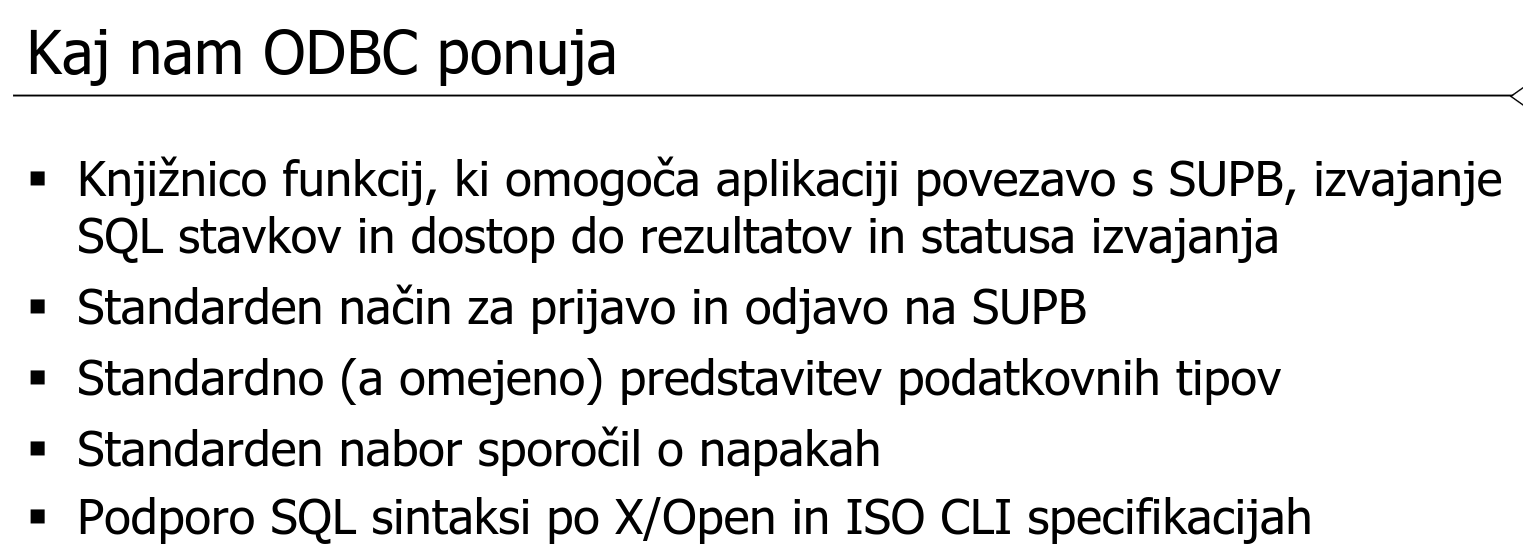 Kaj nam ODBC ponuja
▪ Knjižnico funkcij, ki omogoča aplikaciji povezavo s SUPB, izvajanje
SQL stavkov in dostop do rezultatov in statusa izvajanja
▪ Standarden način za prijavo in odjavo na SUPB
▪ Standardno (a omejeno) predstavitev podatkovnih tipov
▪ Standarden nabor sporočil o napakah
▪ Podporo SQL sintaksi po X/Open in ISO CLI specifikacijah